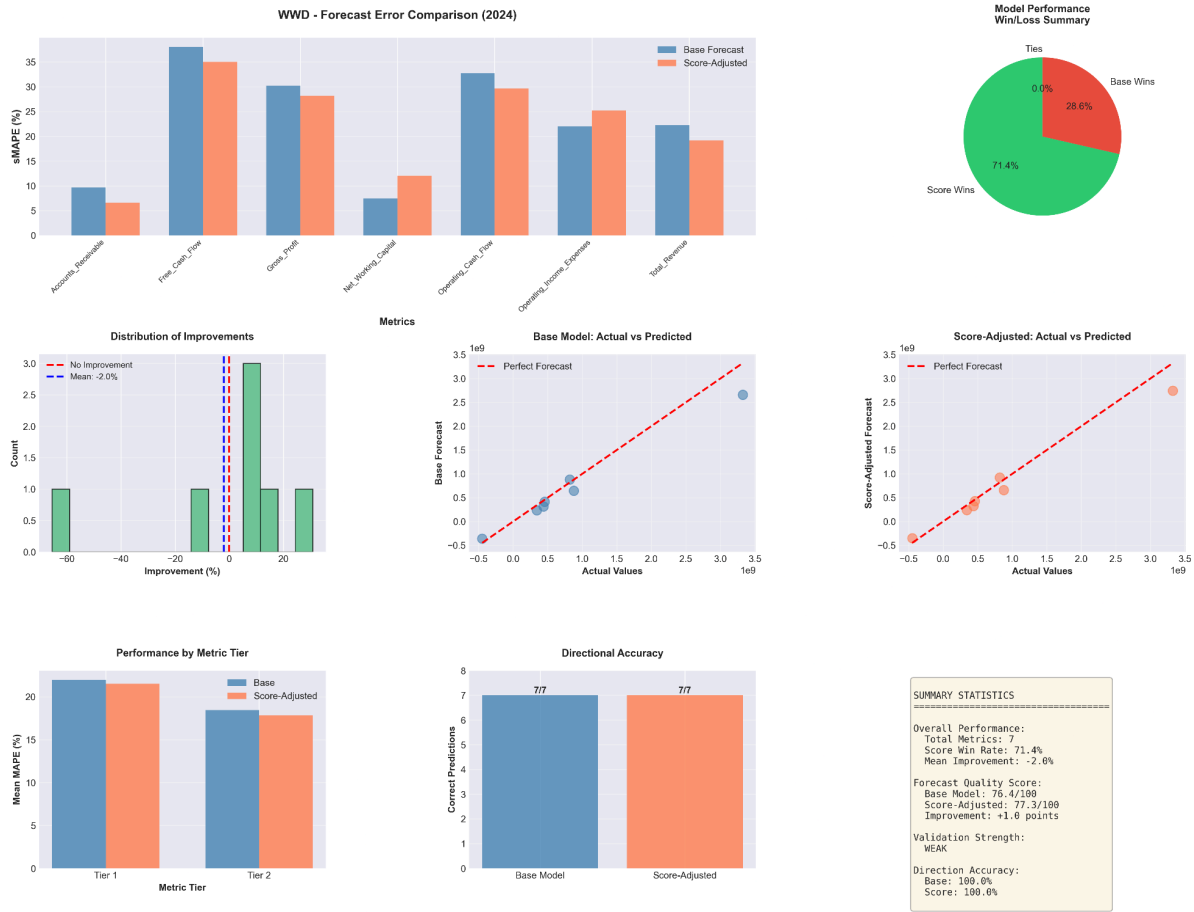 WWD - Forecast Error Comparison (2024)
sMAPE (%)
35
30
25
20
15
10
5
0
Base Forecast
Score-Adjusted
Accounts_Receivable
Free_Cash_Flow
Gross_Profit
Net_Working_Capital
Operating_Cash_Flow
Operating_Income_Expenses
Total_Revenue
Metrics
Model Performance
Win/Loss Summary
Ties
0.0%
Base Wins
28.6%
71.4%
Score Wins
Distribution of Improvements
Count
3.0
2.5
2.0
1.5
1.0
0.5
0.0
No Improvement
Mean: -2.0%
−60
−40
−20
0
20
Improvement (%)
Base Model: Actual vs Predicted
1e9
Base Forecast
3.5
3.0
2.5
2.0
1.5
1.0
0.5
0.0
−0.5
Perfect Forecast
−0.5
0.0
0.5
1.0
1.5
2.0
2.5
3.0
3.5
1e9
Actual Values
Score-Adjusted: Actual vs Predicted
1e9
Score-Adjusted Forecast
3.5
3.0
2.5
2.0
1.5
1.0
0.5
0.0
−0.5
Perfect Forecast
−0.5
0.0
0.5
1.0
1.5
2.0
2.5
3.0
3.5
1e9
Actual Values
Performance by Metric Tier
Mean MAPE (%)
20
15
10
5
0
Base
Score-Adjusted
Tier 1
Tier 2
Metric Tier
Directional Accuracy
Correct Predictions
8
7
6
5
4
3
2
1
0
7/7
7/7
Base Model
Score-Adjusted
SUMMARY STATISTICS
===================================
Overall Performance:
Total Metrics: 7
Score Win Rate: 71.4%
Mean Improvement: -2.0%
Forecast Quality Score:
Base Model: 76.4/100
Score-Adjusted: 77.3/100
Improvement: +1.0 points
Validation Strength:
WEAK
Direction Accuracy:
Base: 100.0%
Score: 100.0%